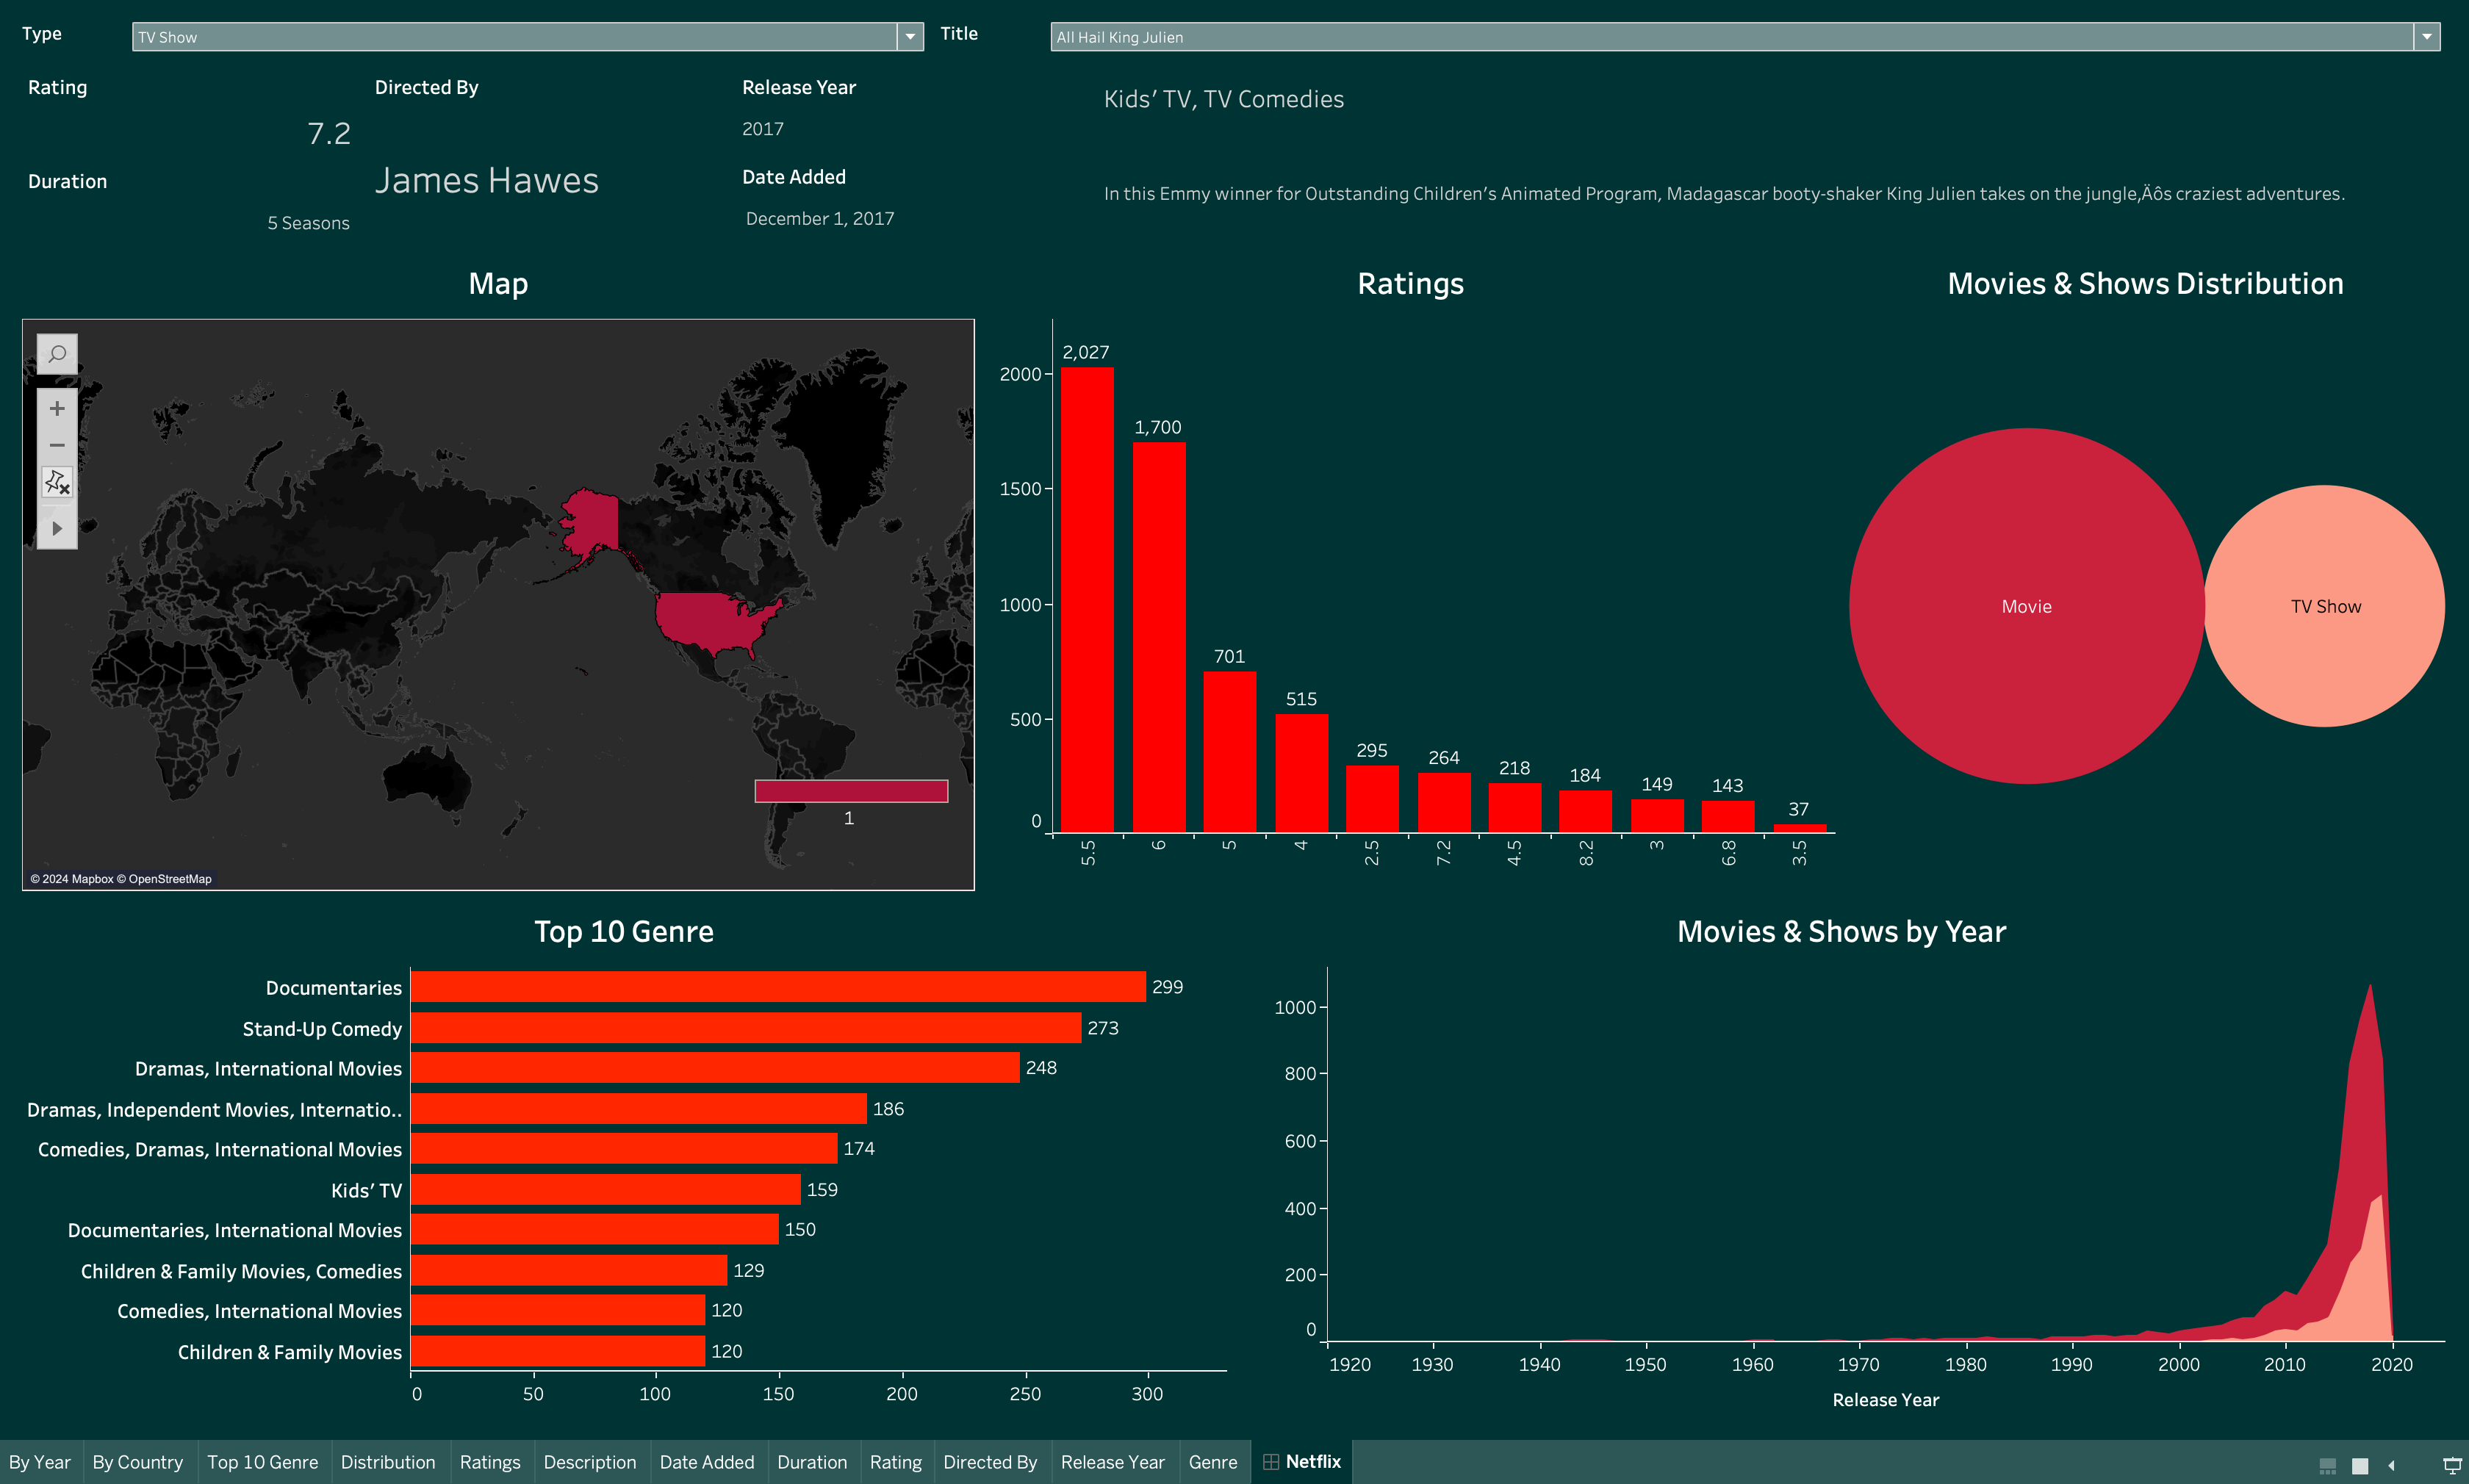 Type
TV Show
Title
All Hail King Julien
Rating
7.2
Duration
5 Seasons
Directed By
James Hawes
Release Year
2017
Date Added
December 1, 2017
Kids’ TV, TV Comedies
In this Emmy winner for Outstanding Children’s Animated Program, Madagascar booty-shaker King Julien takes on the jungle‚Äôs craziest adventures.
Map
1
© 2024 Mapbox © OpenStreetMap
Ratings
2000
1500
1000
500
0
2,027
1,700
701
515
295
264
218
184
149
143
37
5.5
6
5
4
2.5
7.2
4.5
8.2
3
6.8
3.5
Movies & Shows Distribution
Movie
TV Show
Top 10 Genre
Documentaries 299
Stand-Up Comedy 273
Dramas, International Movies 248
Dramas, Independent Movies, Internatio.. 186
Comedies, Dramas, International Movies 174
Kids’ TV 159
Documentaries, International Movies 150
Children & Family Movies, Comedies 129
Comedies, International Movies 120
Children & Family Movies 120
0 50 100 150 200 250 300
Movies & Shows by Year
1000
800
600
400
200
0
1920 1930 1940 1950 1960 1970 1980 1990 2000 2010 2020
Release Year
By Year By Country Top 10 Genre Distribution Ratings Description Date Added Duration Rating Directed By Release Year Genre Netflix